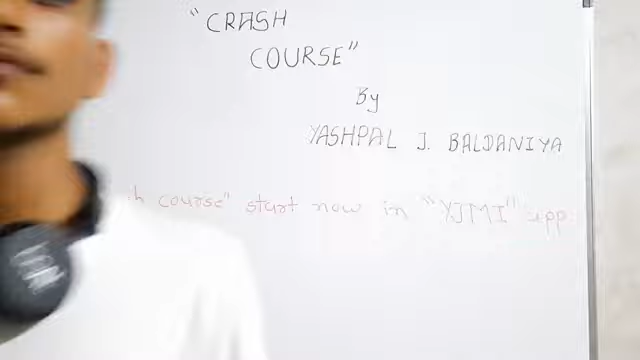 "CRASH
COURSE"
By
YASHPAL J. BALDANIYA
course" start now in "YJMI" app